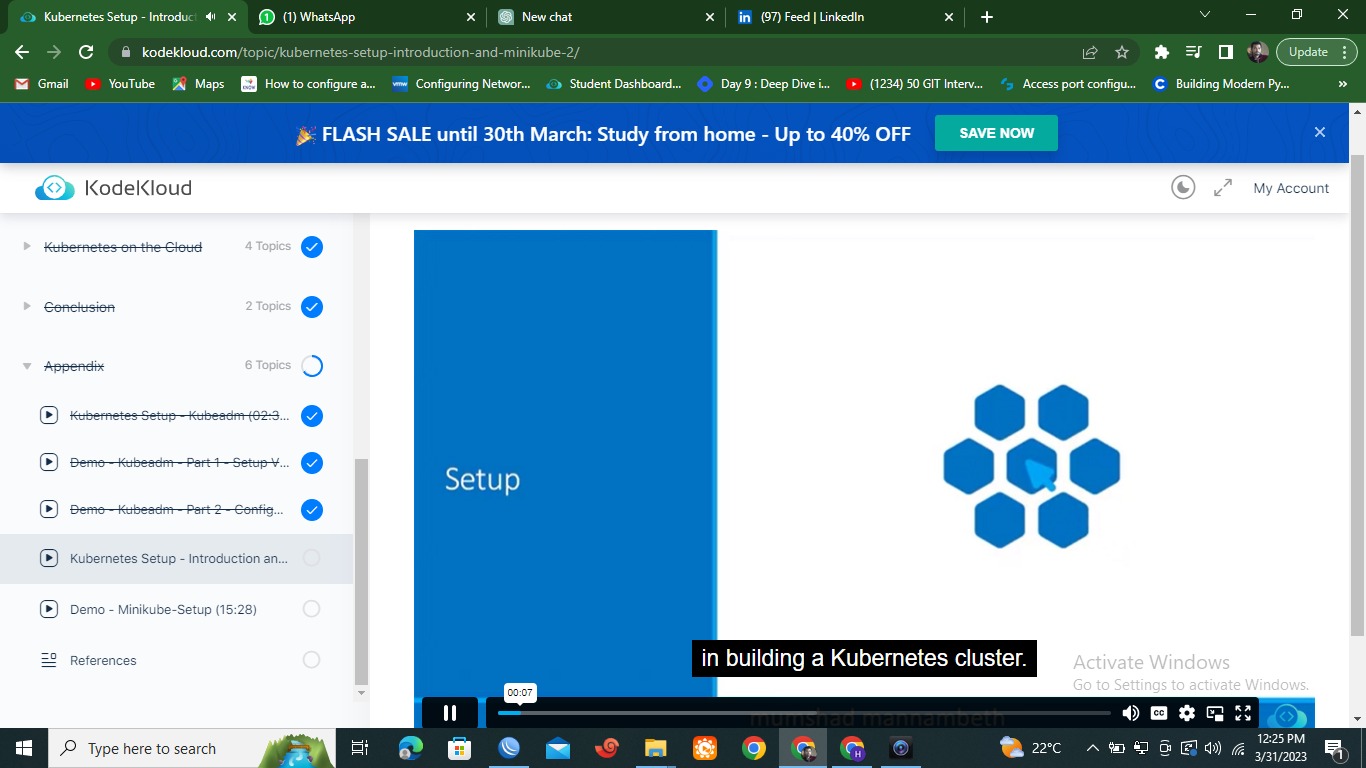 Kubernetes Setup - Introduct
(1) WhatsApp
New chat
(97) Feed | LinkedIn
kodekloud.com/topic/kubernetes-setup-introduction-and-minikube-2/
Update
Gmail
YouTube
Maps
How to configure a...
Configuring Networ...
Student Dashboard...
Day 9 : Deep Dive i...
(1234) 50 GIT Interv...
Access port configu...
Building Modern Py...
»
FLASH SALE until 30th March: Study from home - Up to 40% OFF
SAVE NOW
KodeKloud
My Account
Kubernetes on the Cloud
4 Topics
Conclusion
2 Topics
Appendix
6 Topics
Kubernetes Setup - Kubeadm (02:3...
Demo - Kubeadm - Part 1 - Setup V...
Demo - Kubeadm - Part 2 - Config...
Kubernetes Setup - Introduction an...
Demo - Minikube-Setup (15:28)
References
Setup
in building a Kubernetes cluster.
Activate Windows
Go to Settings to activate Windows.
00:07
CC
mumshad mannambeth
Type here to search
22°C
12:25 PM
3/31/2023
1